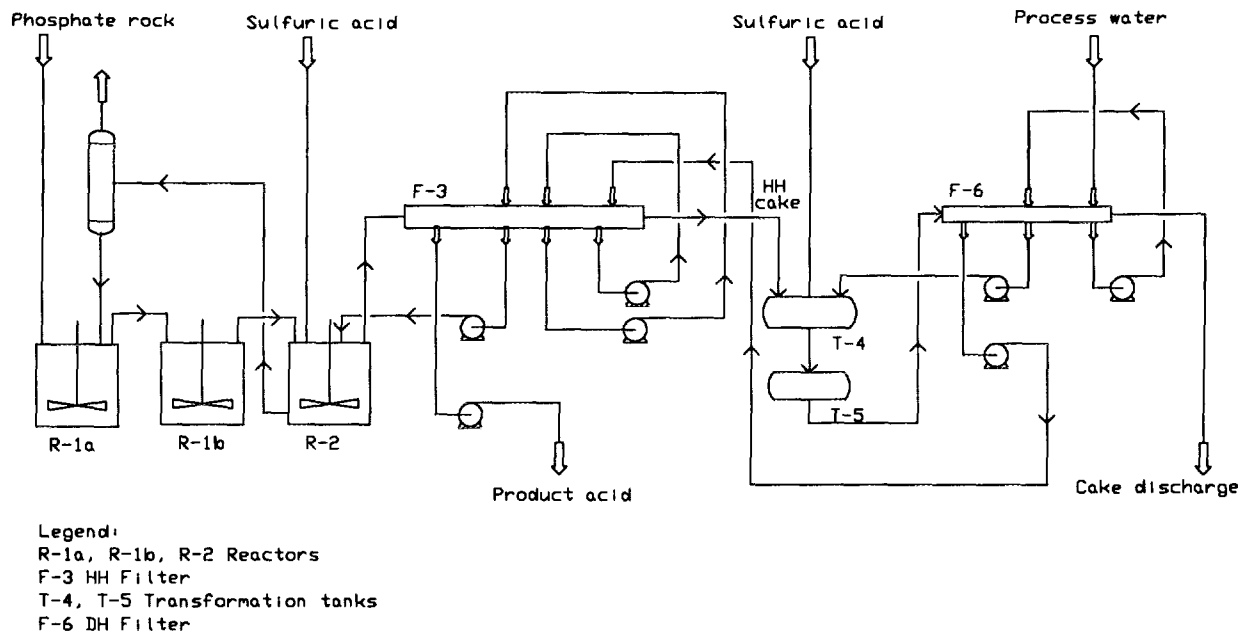 Phosphate rock
Sulfuric acid
Sulfuric acid
Process water
F-3
HH
cake
F-6
T-4
T-5
R-1a
R-1b
R-2
Product acid
Cake discharge
Legend:
R-1a, R-1b, R-2 Reactors
F-3 HH Filter
T-4, T-5 Transformation tanks
F-6 DH Filter